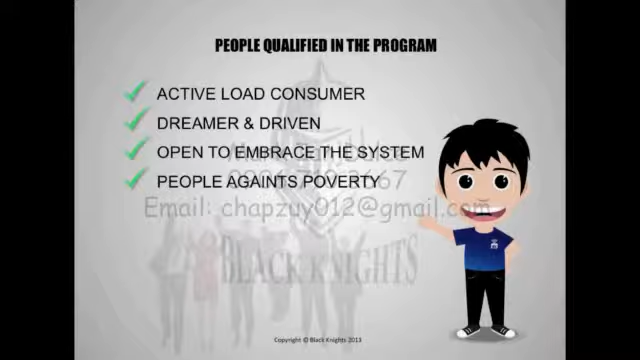 PEOPLE QUALIFIED IN THE PROGRAM
ACTIVE LOAD CONSUMER
DREAMER & DRIVEN
OPEN TO EMBRACE THE SYSTEM
PEOPLE AGAINTS POVERTY
Email: chapzuy012@gmail.com
BLACK KNIGHTS
Copyright © Black Knights 2013